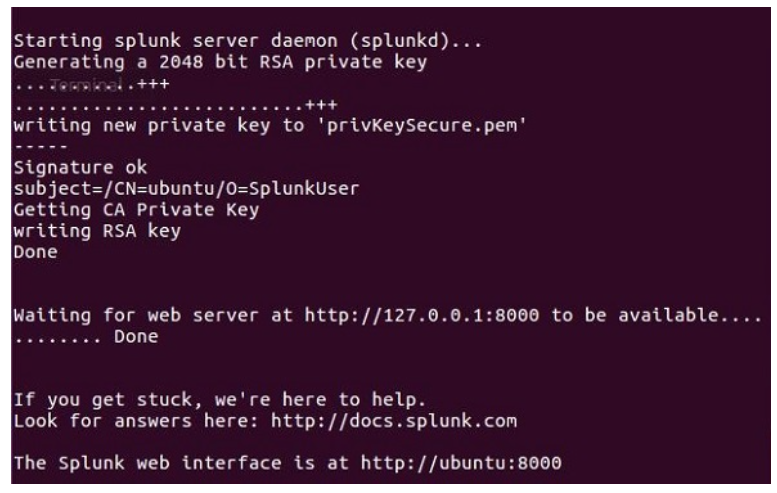 Starting splunk server daemon (splunkd)...
Generating a 2048 bit RSA private key
.... Terminal .+++
..........................+++
writing new private key to 'privKeySecure.pem'
-----
Signature ok
subject=/CN=ubuntu/O=SplunkUser
Getting CA Private Key
writing RSA key
Done
Waiting for web server at http://127.0.0.1:8000 to be available....
........ Done
If you get stuck, we're here to help.
Look for answers here: http://docs.splunk.com
The Splunk web interface is at http://ubuntu:8000